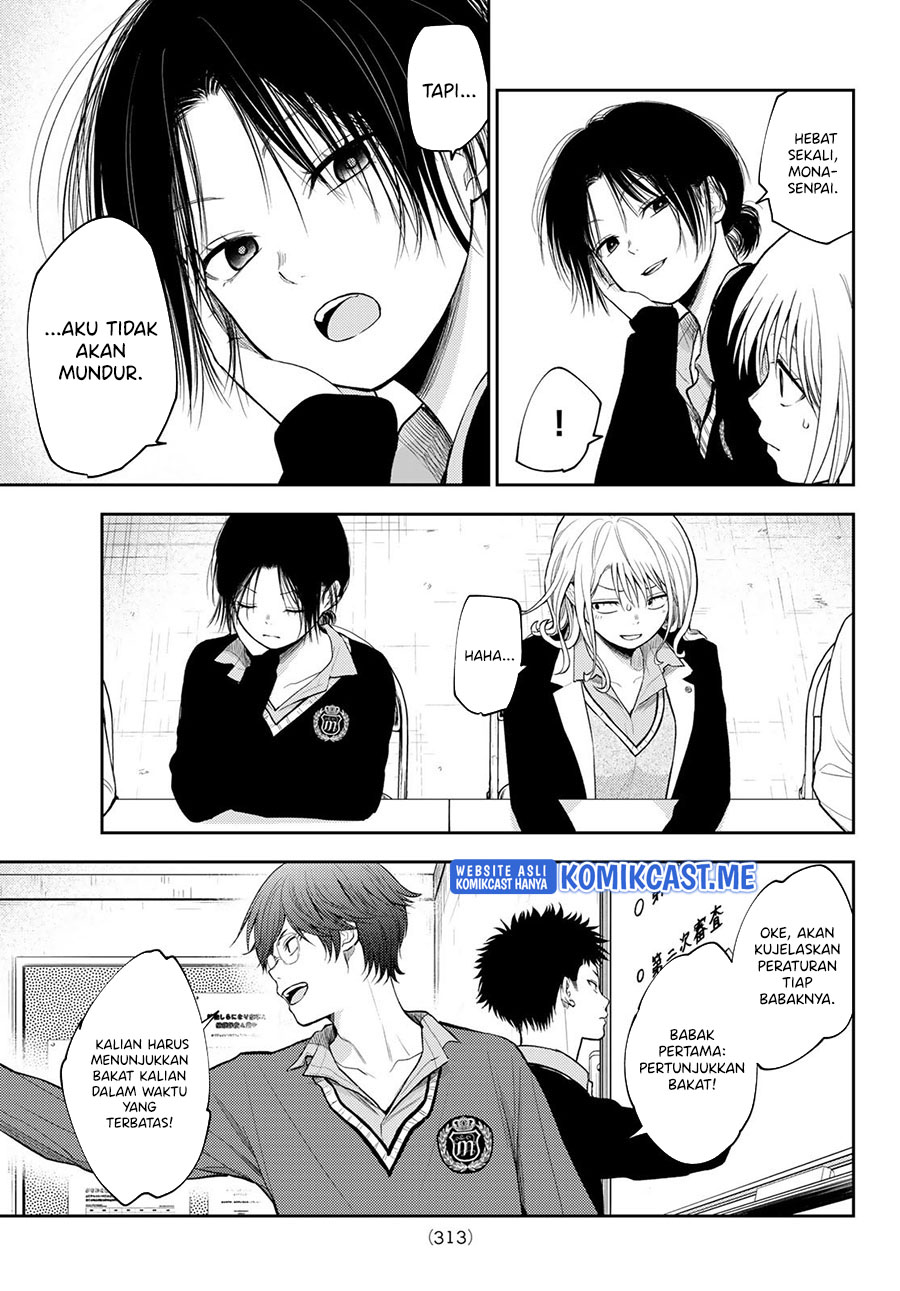 HEBAT
SEKALI,
MONA-
SENPAI.
!
TAPI...
...AKU TIDAK
AKAN
MUNDUR.
HAHA...
WEBSITE ASLI
KOMIKCAST HANYA
KOMIKCAST.ME
第二次審査
OKE, AKAN
KUJELASKAN
PERATURAN
TIAP
BABAKNYA.
BABAK
PERTAMA:
PERTUNJUKKAN
BAKAT!
KALIAN HARUS
MENUNJUKKAN
BAKAT KALIAN
DALAM WAKTU
YANG
TERBATAS!
m
m
(313)